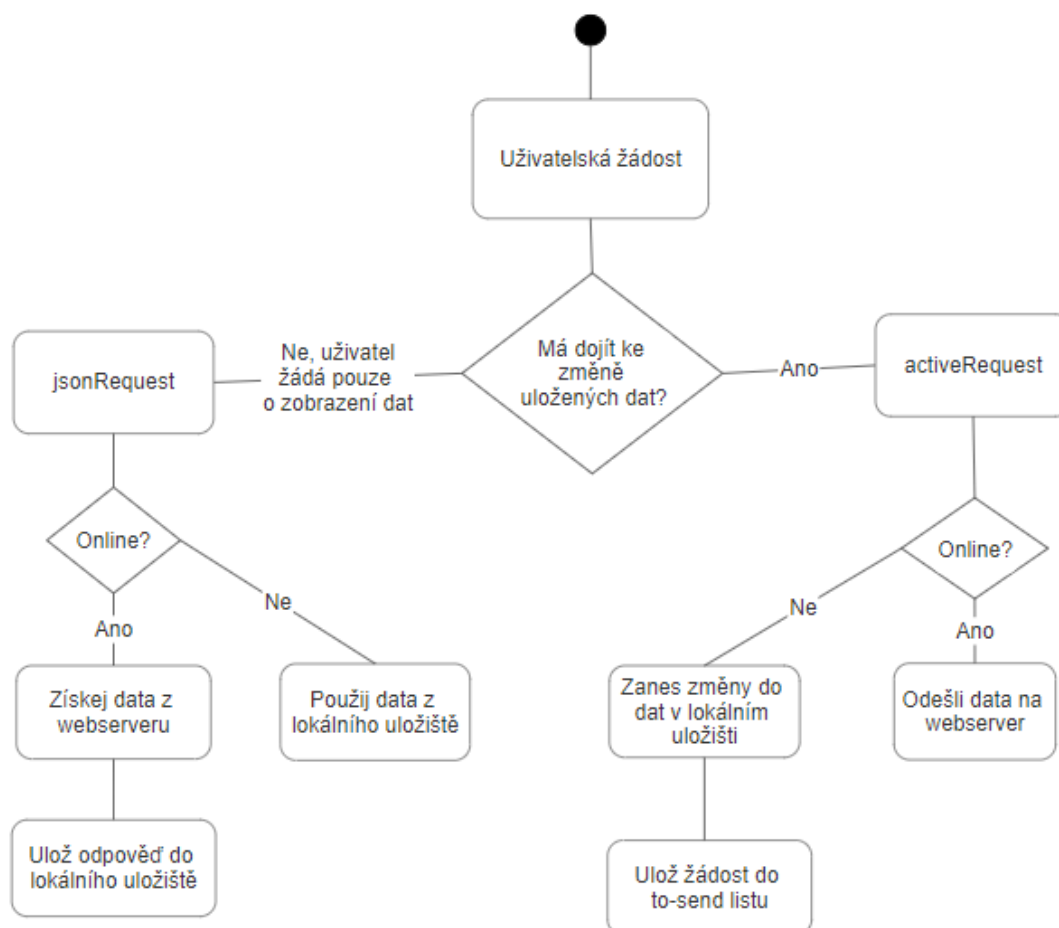 Uživatelská žádost
Má dojít ke
změně
uložených dat?
Ne, uživatel
žádá pouze
o zobrazení dat
Ano
jsonRequest
activeRequest
Online?
Ano
Ne
Získej data z
webserveru
Použij data z
lokálního uložiště
Ulož odpověď do
lokálního uložiště
Online?
Ne
Ano
Zanes změny do
dat v lokálním
uložišti
Odešli data na
webserver
Ulož žádost do
to-send listu